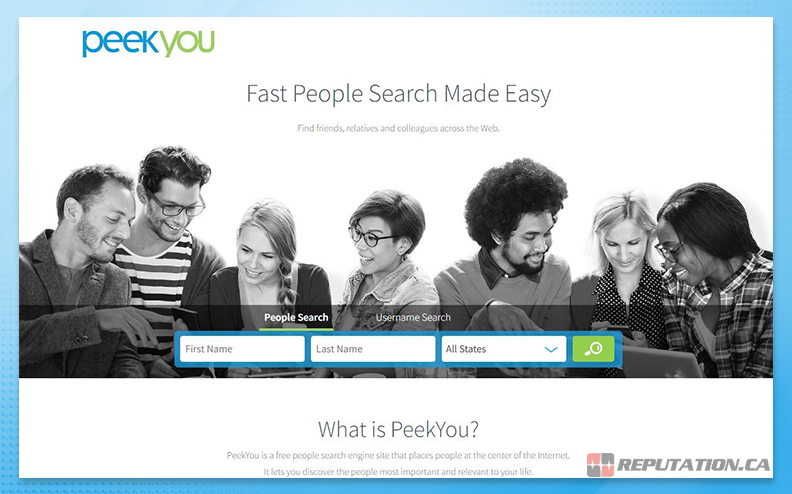 peekyou
Fast People Search Made Easy
Find friends, relatives and colleagues across the Web.
People Search
Username Search
First Name
Last Name
All States
What is PeekYou?
PeekYou is a free people search engine site that places people at the center of the Internet.
It lets you discover the people most important and relevant to your life.
REPUTATION.CA